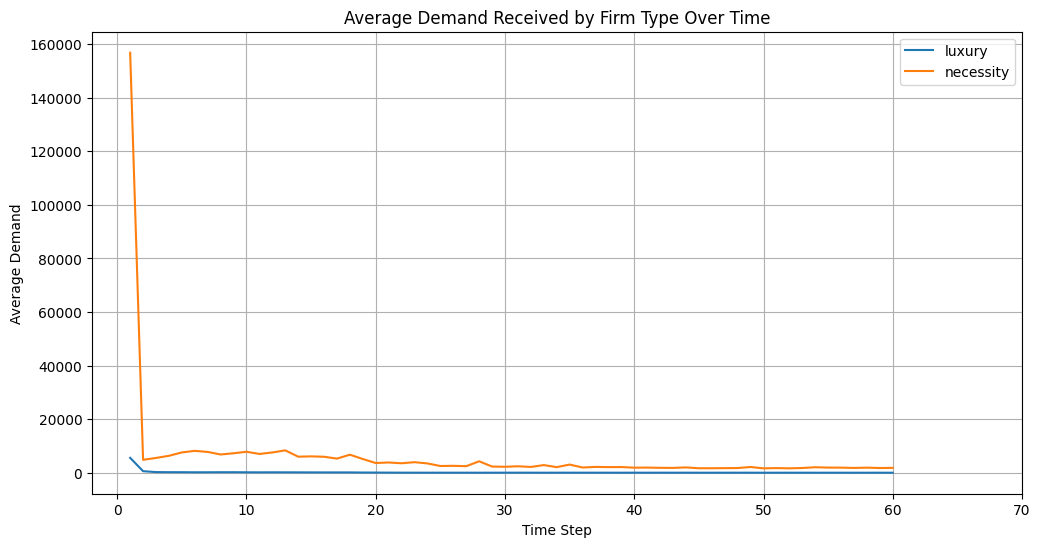 Average Demand Received by Firm Type Over Time
luxury
necessity
Average Demand
160000
140000
120000
100000
80000
60000
40000
20000
0
0 10 20 30 40 50 60 70
Time Step